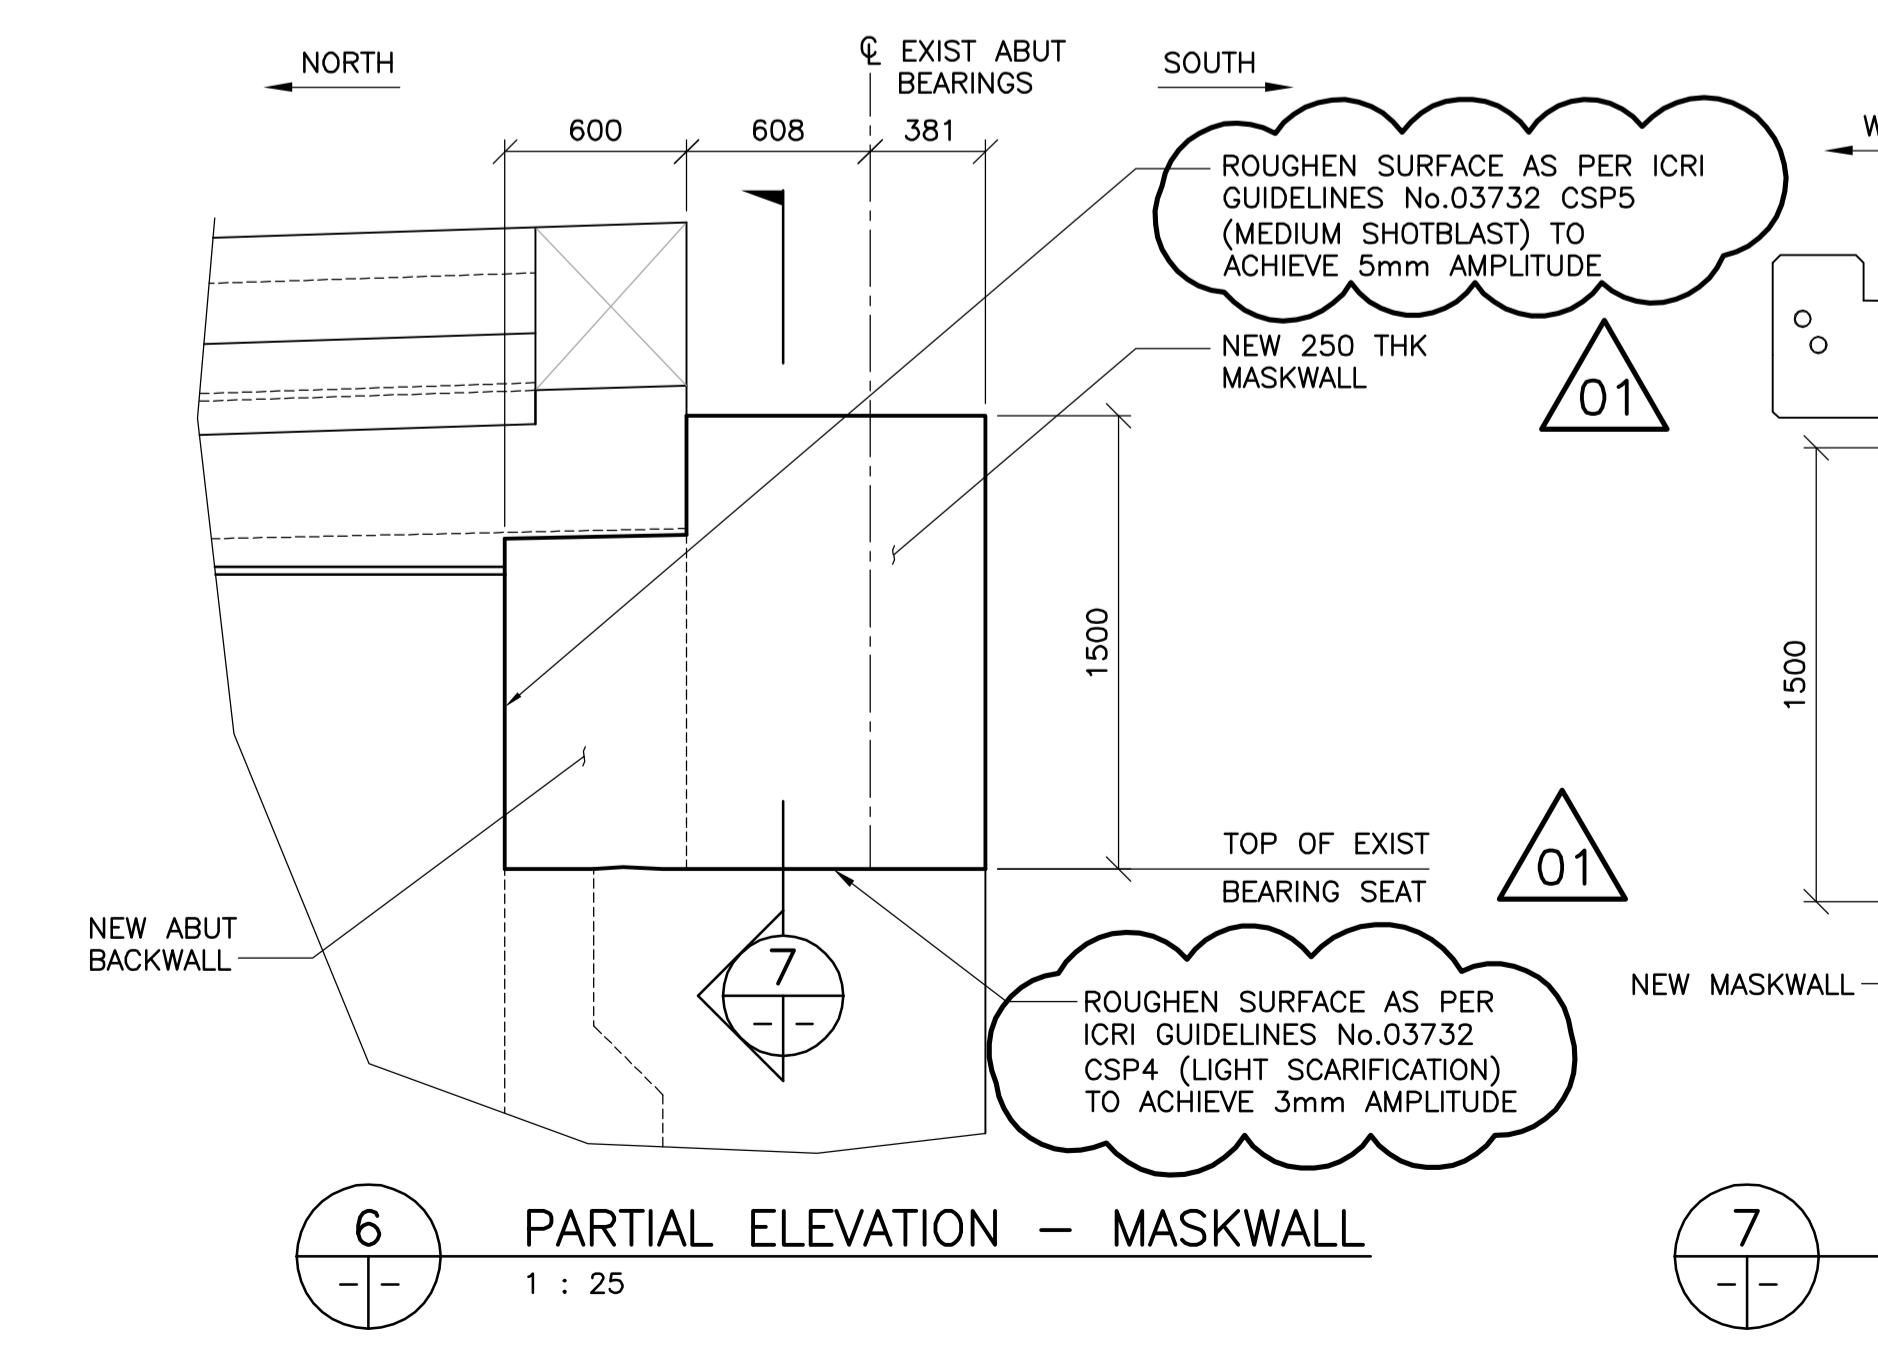 NORTH
℄ EXIST ABUT
BEARINGS
SOUTH
600
608
381
ROUGHEN SURFACE AS PER ICRI
GUIDELINES No.03732 CSP5
(MEDIUM SHOTBLAST) TO
ACHIEVE 5mm AMPLITUDE
NEW 250 THK
MASKWALL
01
1500
1500
TOP OF EXIST
BEARING SEAT
01
NEW ABUT
BACKWALL
7
- -
NEW MASKWALL
ROUGHEN SURFACE AS PER
ICRI GUIDELINES No.03732
CSP4 (LIGHT SCARIFICATION)
TO ACHIEVE 3mm AMPLITUDE
6
- -
PARTIAL ELEVATION - MASKWALL
1 : 25
7
- -